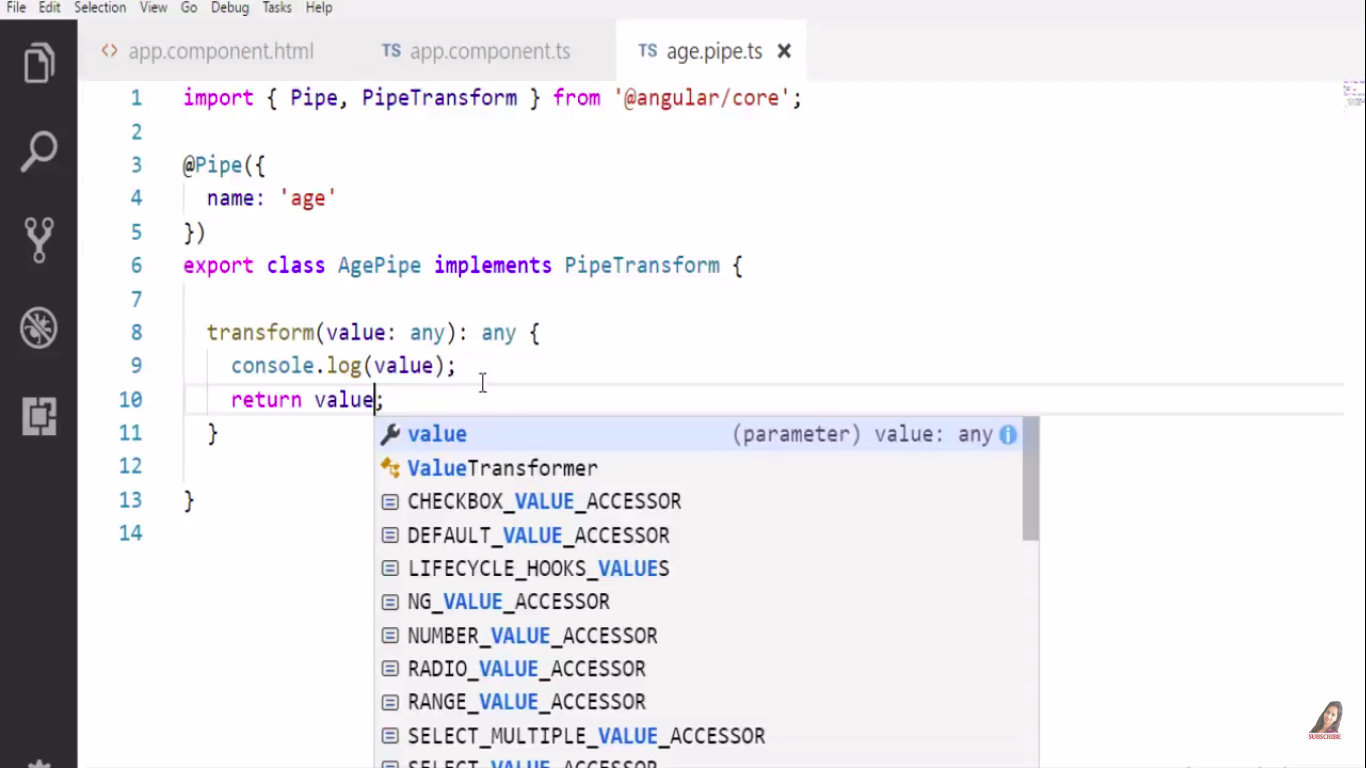 File Edit Selection View Go Debug Tasks Help
<> app.component.html TS app.component.ts TS age.pipe.ts ×
1 import { Pipe, PipeTransform } from '@angular/core';
2
3 @Pipe({
4 name: 'age'
5 })
6 export class AgePipe implements PipeTransform {
7
8 transform(value: any): any {
9 console.log(value);
10 return value;
11 }
12
13 }
14
value (parameter) value: any
ValueTransformer
CHECKBOX_VALUE_ACCESSOR
DEFAULT_VALUE_ACCESSOR
LIFECYCLE_HOOKS_VALUES
NG_VALUE_ACCESSOR
NUMBER_VALUE_ACCESSOR
RADIO_VALUE_ACCESSOR
RANGE_VALUE_ACCESSOR
SELECT_MULTIPLE_VALUE_ACCESSOR
SELECT_VALUE_ACCESSOR
SUBSCRIBE